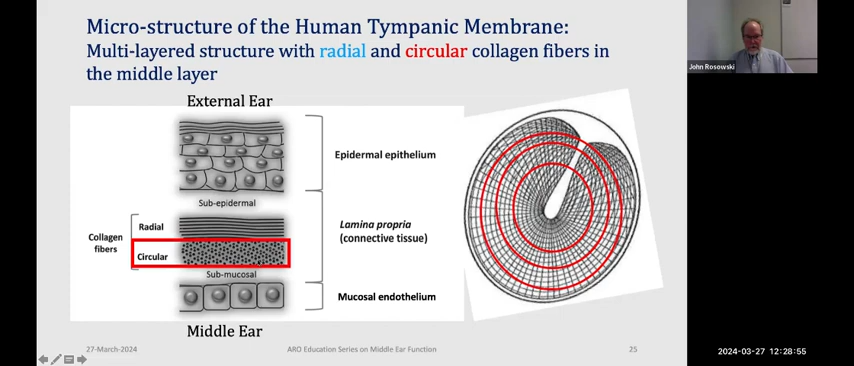 Micro-structure of the Human Tympanic Membrane:
Multi-layered structure with radial and circular collagen fibers in
the middle layer
External Ear
Epidermal epithelium
Sub-epidermal
Collagen
fibers
Radial
Circular
Lamina propria
(connective tissue)
Sub-mucosal
Mucosal endothelium
Middle Ear
27-March-2024
ARO Education Series on Middle Ear Function
25
John Rosowski
2024-03-27 12:28:55